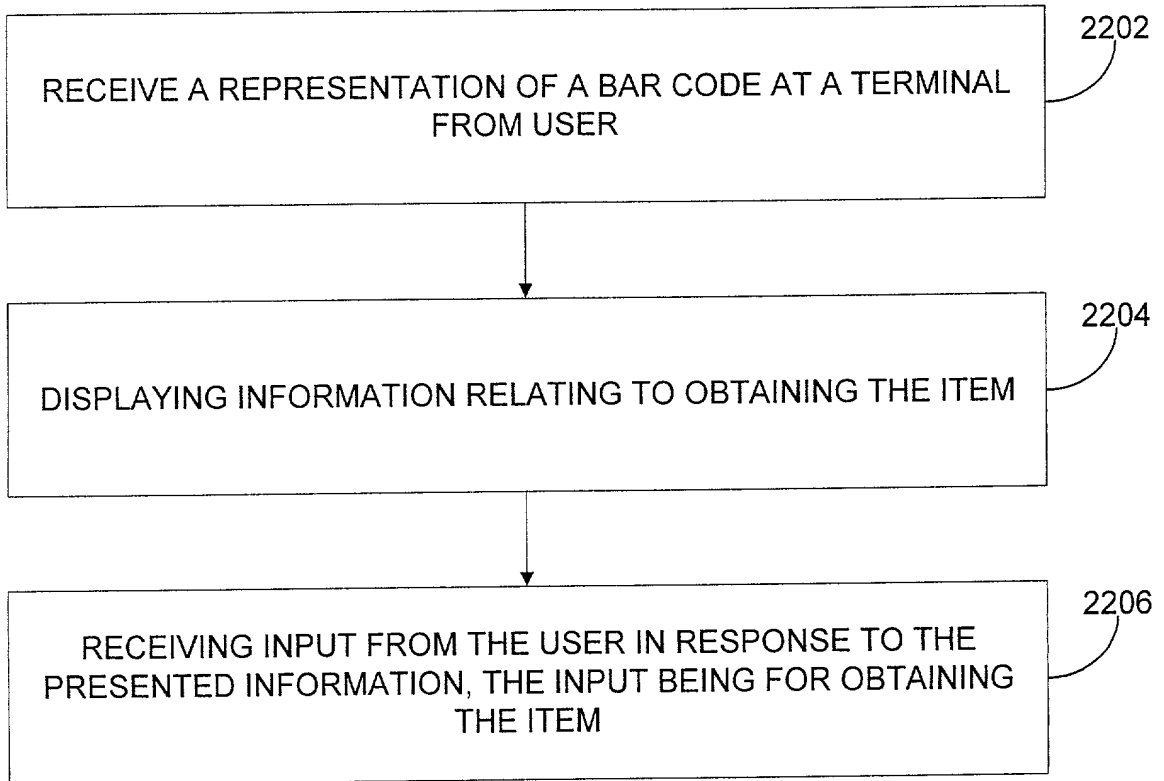 2202
RECEIVE A REPRESENTATION OF A BAR CODE AT A TERMINAL
FROM USER
2204
DISPLAYING INFORMATION RELATING TO OBTAINING THE ITEM
2206
RECEIVING INPUT FROM THE USER IN RESPONSE TO THE
PRESENTED INFORMATION, THE INPUT BEING FOR OBTAINING
THE ITEM